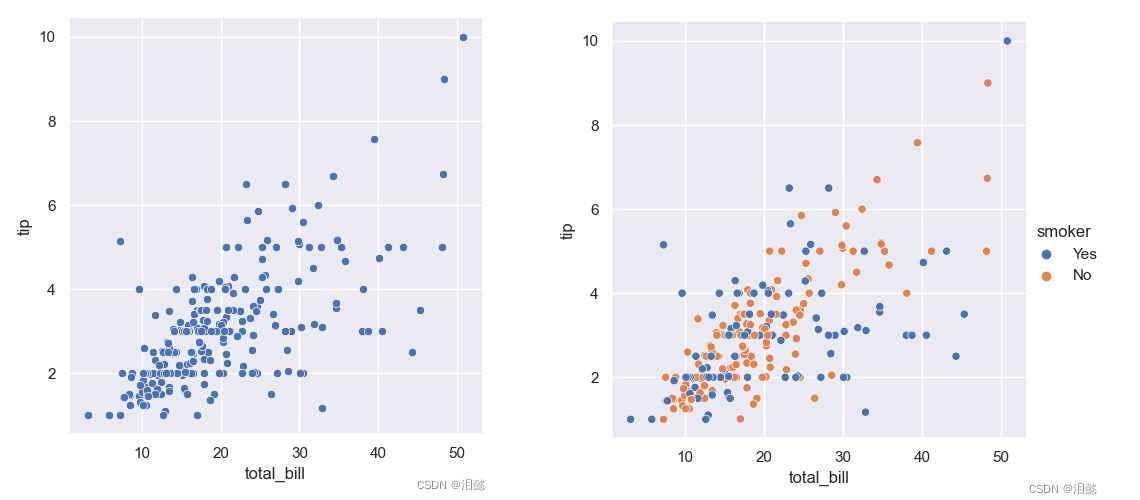 10
8
6
4
2
tip
10 20 30 40 50
total_bill
CSDN @泪懿
10
8
6
4
2
tip
10 20 30 40 50
total_bill
smoker
Yes
No
CSDN @泪懿